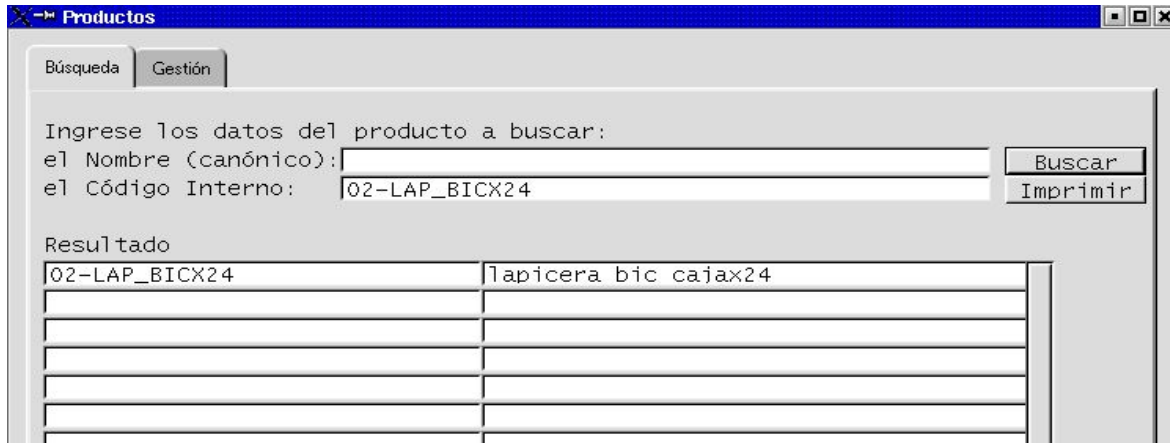 Productos
Búsqueda Gestión
Ingrese los datos del producto a buscar:
el Nombre (canónico): Buscar
el Código Interno: 02-LAP_BICX24 Imprimir
Resultado
02-LAP_BICX24 lapicera bic cajax24